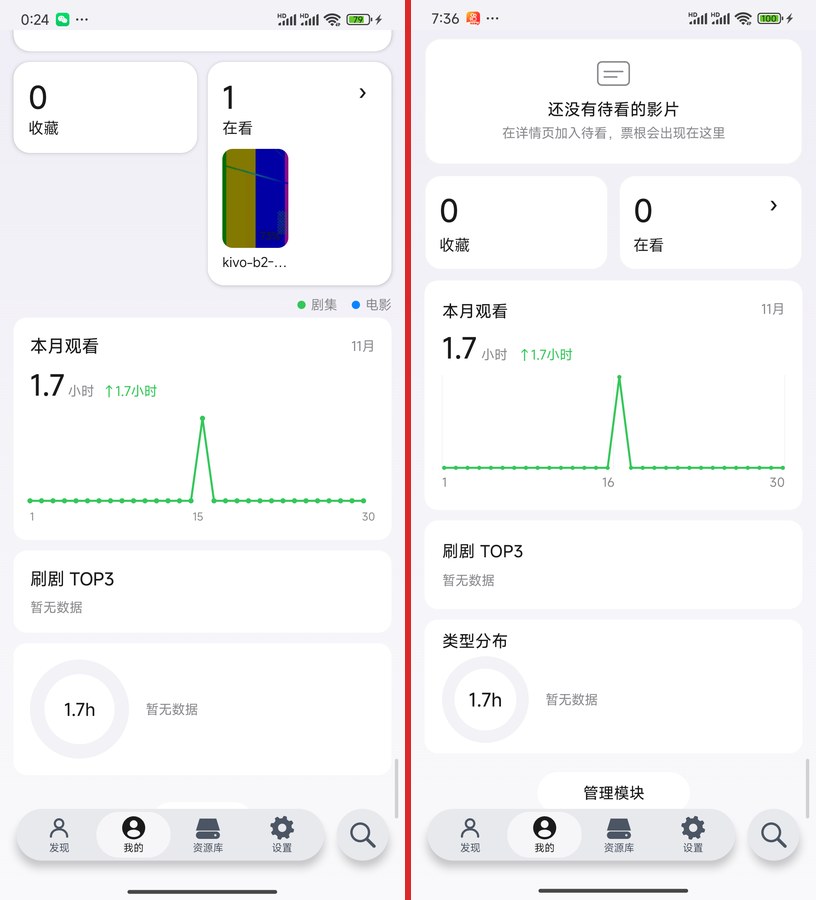 0:24 HD HD 79
0
收藏
1
在看
kivo-b2-...
剧集 电影
本月观看 11月
1.7 小时 ↑1.7小时
1 15 30
刷剧 TOP3
暂无数据
1.7h 暂无数据
发现 我的 资源库 设置
7:36 HD HD 100
还没有待看的影片
在详情页加入待看，票根会出现在这里
0
收藏
0
在看
本月观看 11月
1.7 小时 ↑1.7小时
1 16 30
刷剧 TOP3
暂无数据
类型分布
1.7h 暂无数据
管理模块
发现 我的 资源库 设置